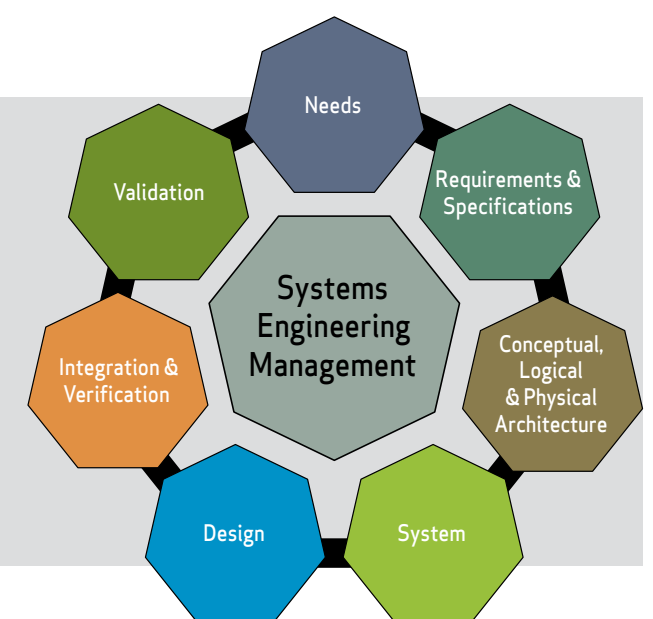 Needs
Requirements &
Specifications
Conceptual,
Logical
& Physical
Architecture
System
Design
Integration &
Verification
Validation
Systems
Engineering
Management